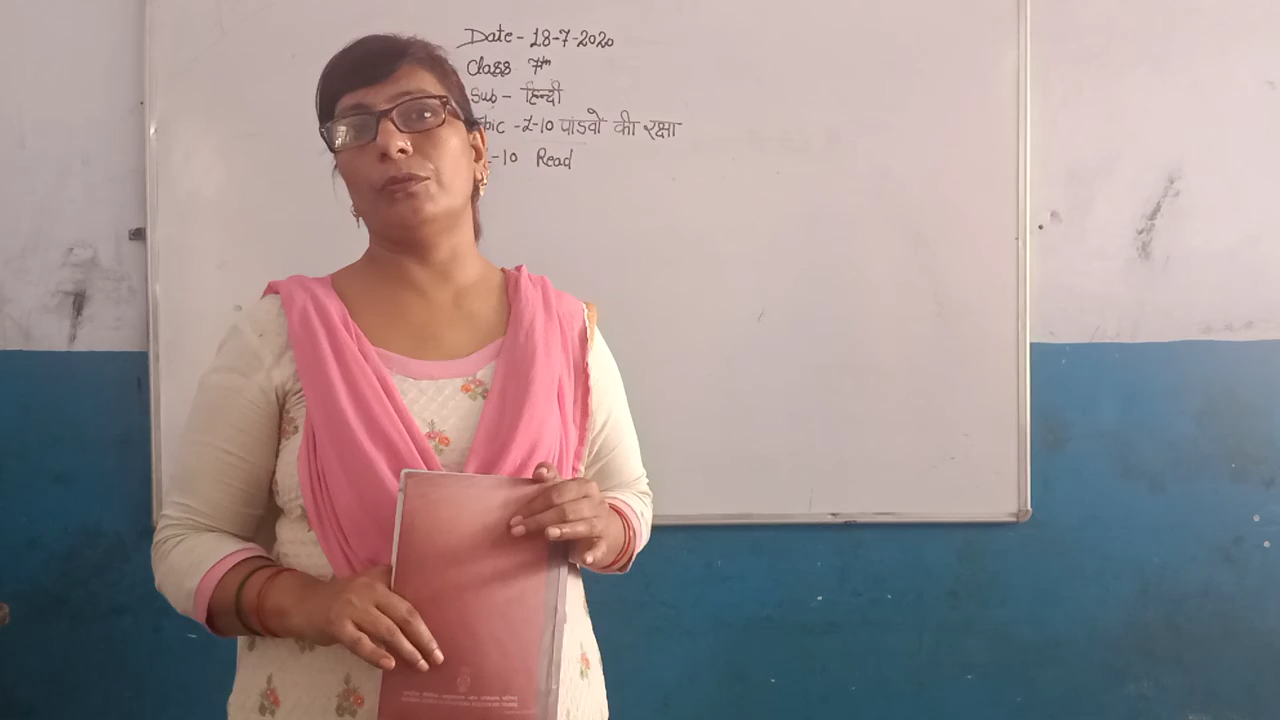 Date - 18-7-2020
Class 7th
Sub - हिन्दी
-L-10 पांडवों की रक्षा
-10 Read